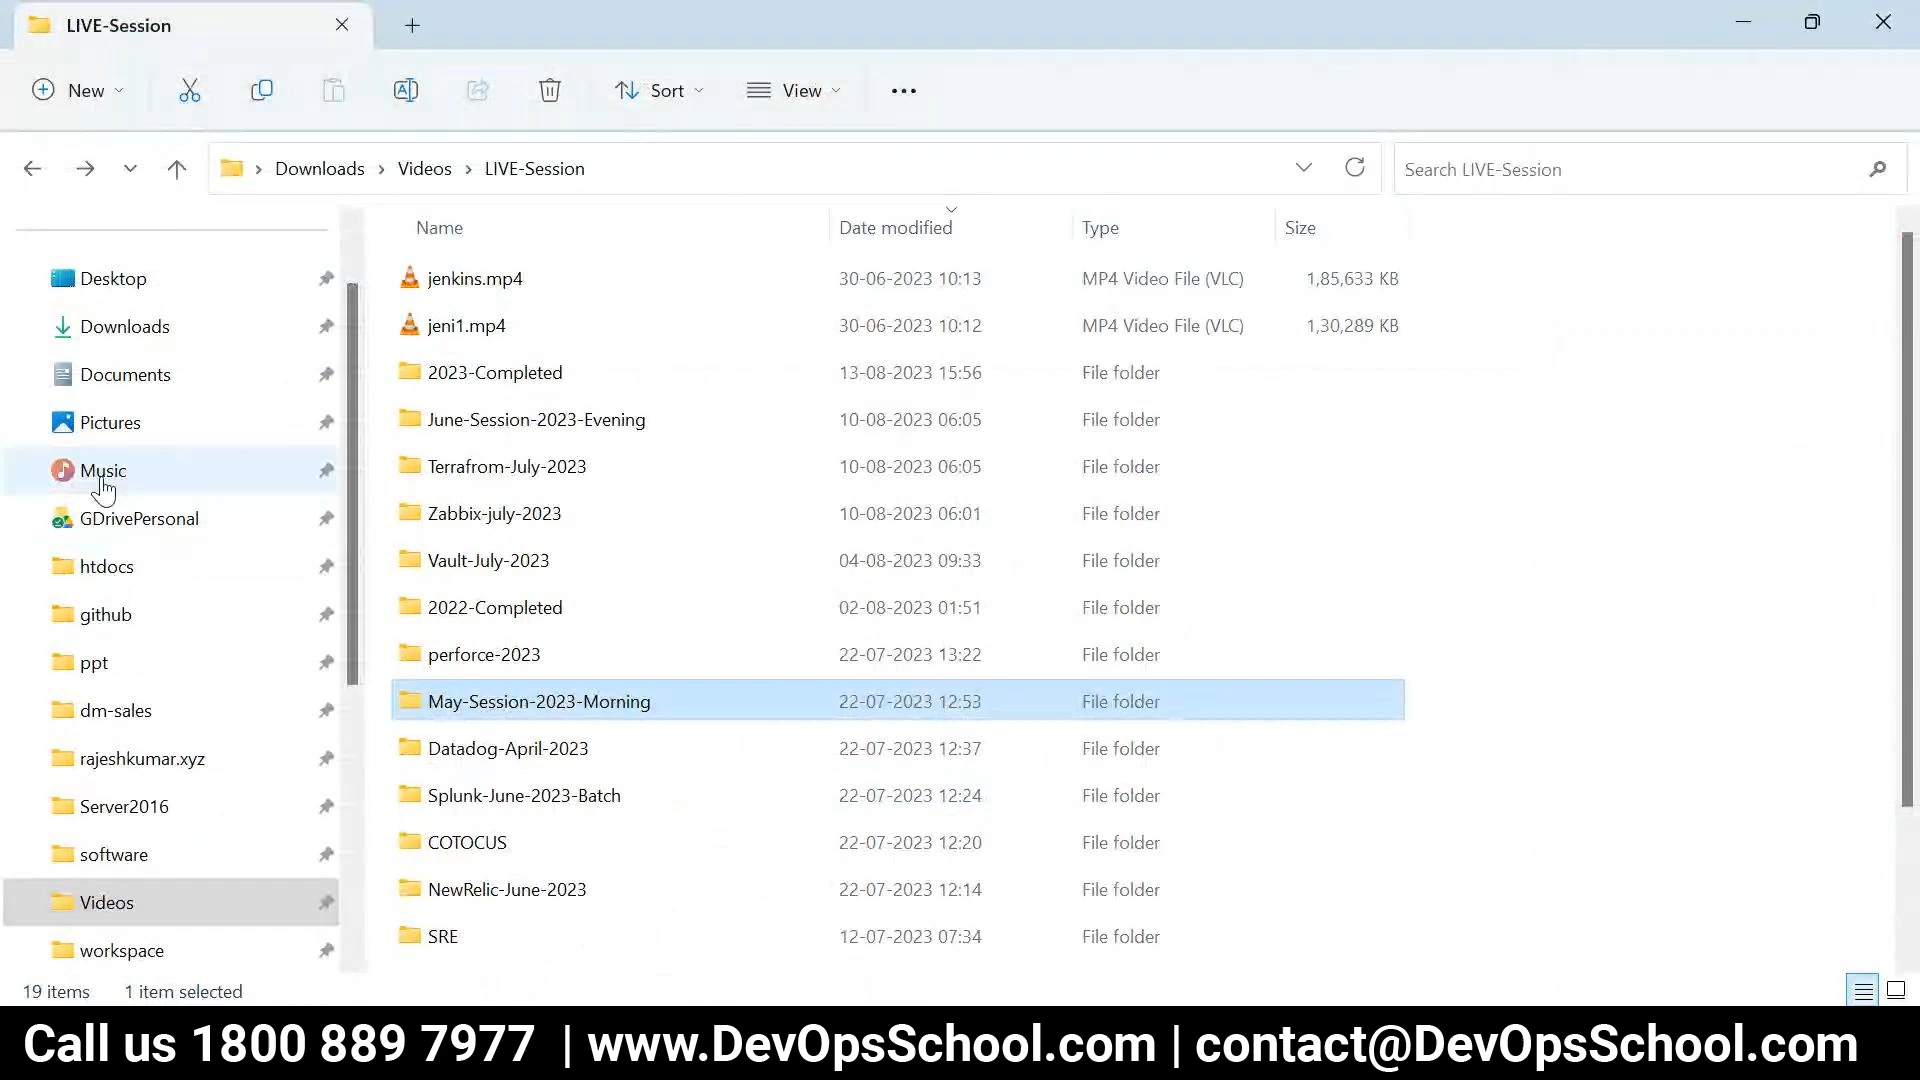 LIVE-Session
New
Sort
View
Downloads
Videos
LIVE-Session
Search LIVE-Session
Name Date modified Type Size
Desktop
Downloads
Documents
Pictures
Music
GDrivePersonal
htdocs
github
ppt
dm-sales
rajeshkumar.xyz
Server2016
software
Videos
workspace
jenkins.mp4 30-06-2023 10:13 MP4 Video File (VLC) 1,85,633 KB
jeni1.mp4 30-06-2023 10:12 MP4 Video File (VLC) 1,30,289 KB
2023-Completed 13-08-2023 15:56 File folder
June-Session-2023-Evening 10-08-2023 06:05 File folder
Terrafrom-July-2023 10-08-2023 06:05 File folder
Zabbix-july-2023 10-08-2023 06:01 File folder
Vault-July-2023 04-08-2023 09:33 File folder
2022-Completed 02-08-2023 01:51 File folder
perforce-2023 22-07-2023 13:22 File folder
May-Session-2023-Morning 22-07-2023 12:53 File folder
Datadog-April-2023 22-07-2023 12:37 File folder
Splunk-June-2023-Batch 22-07-2023 12:24 File folder
COTOCUS 22-07-2023 12:20 File folder
NewRelic-June-2023 22-07-2023 12:14 File folder
SRE 12-07-2023 07:34 File folder
19 items 1 item selected
Call us 1800 889 7977 | www.DevOpsSchool.com | contact@DevOpsSchool.com